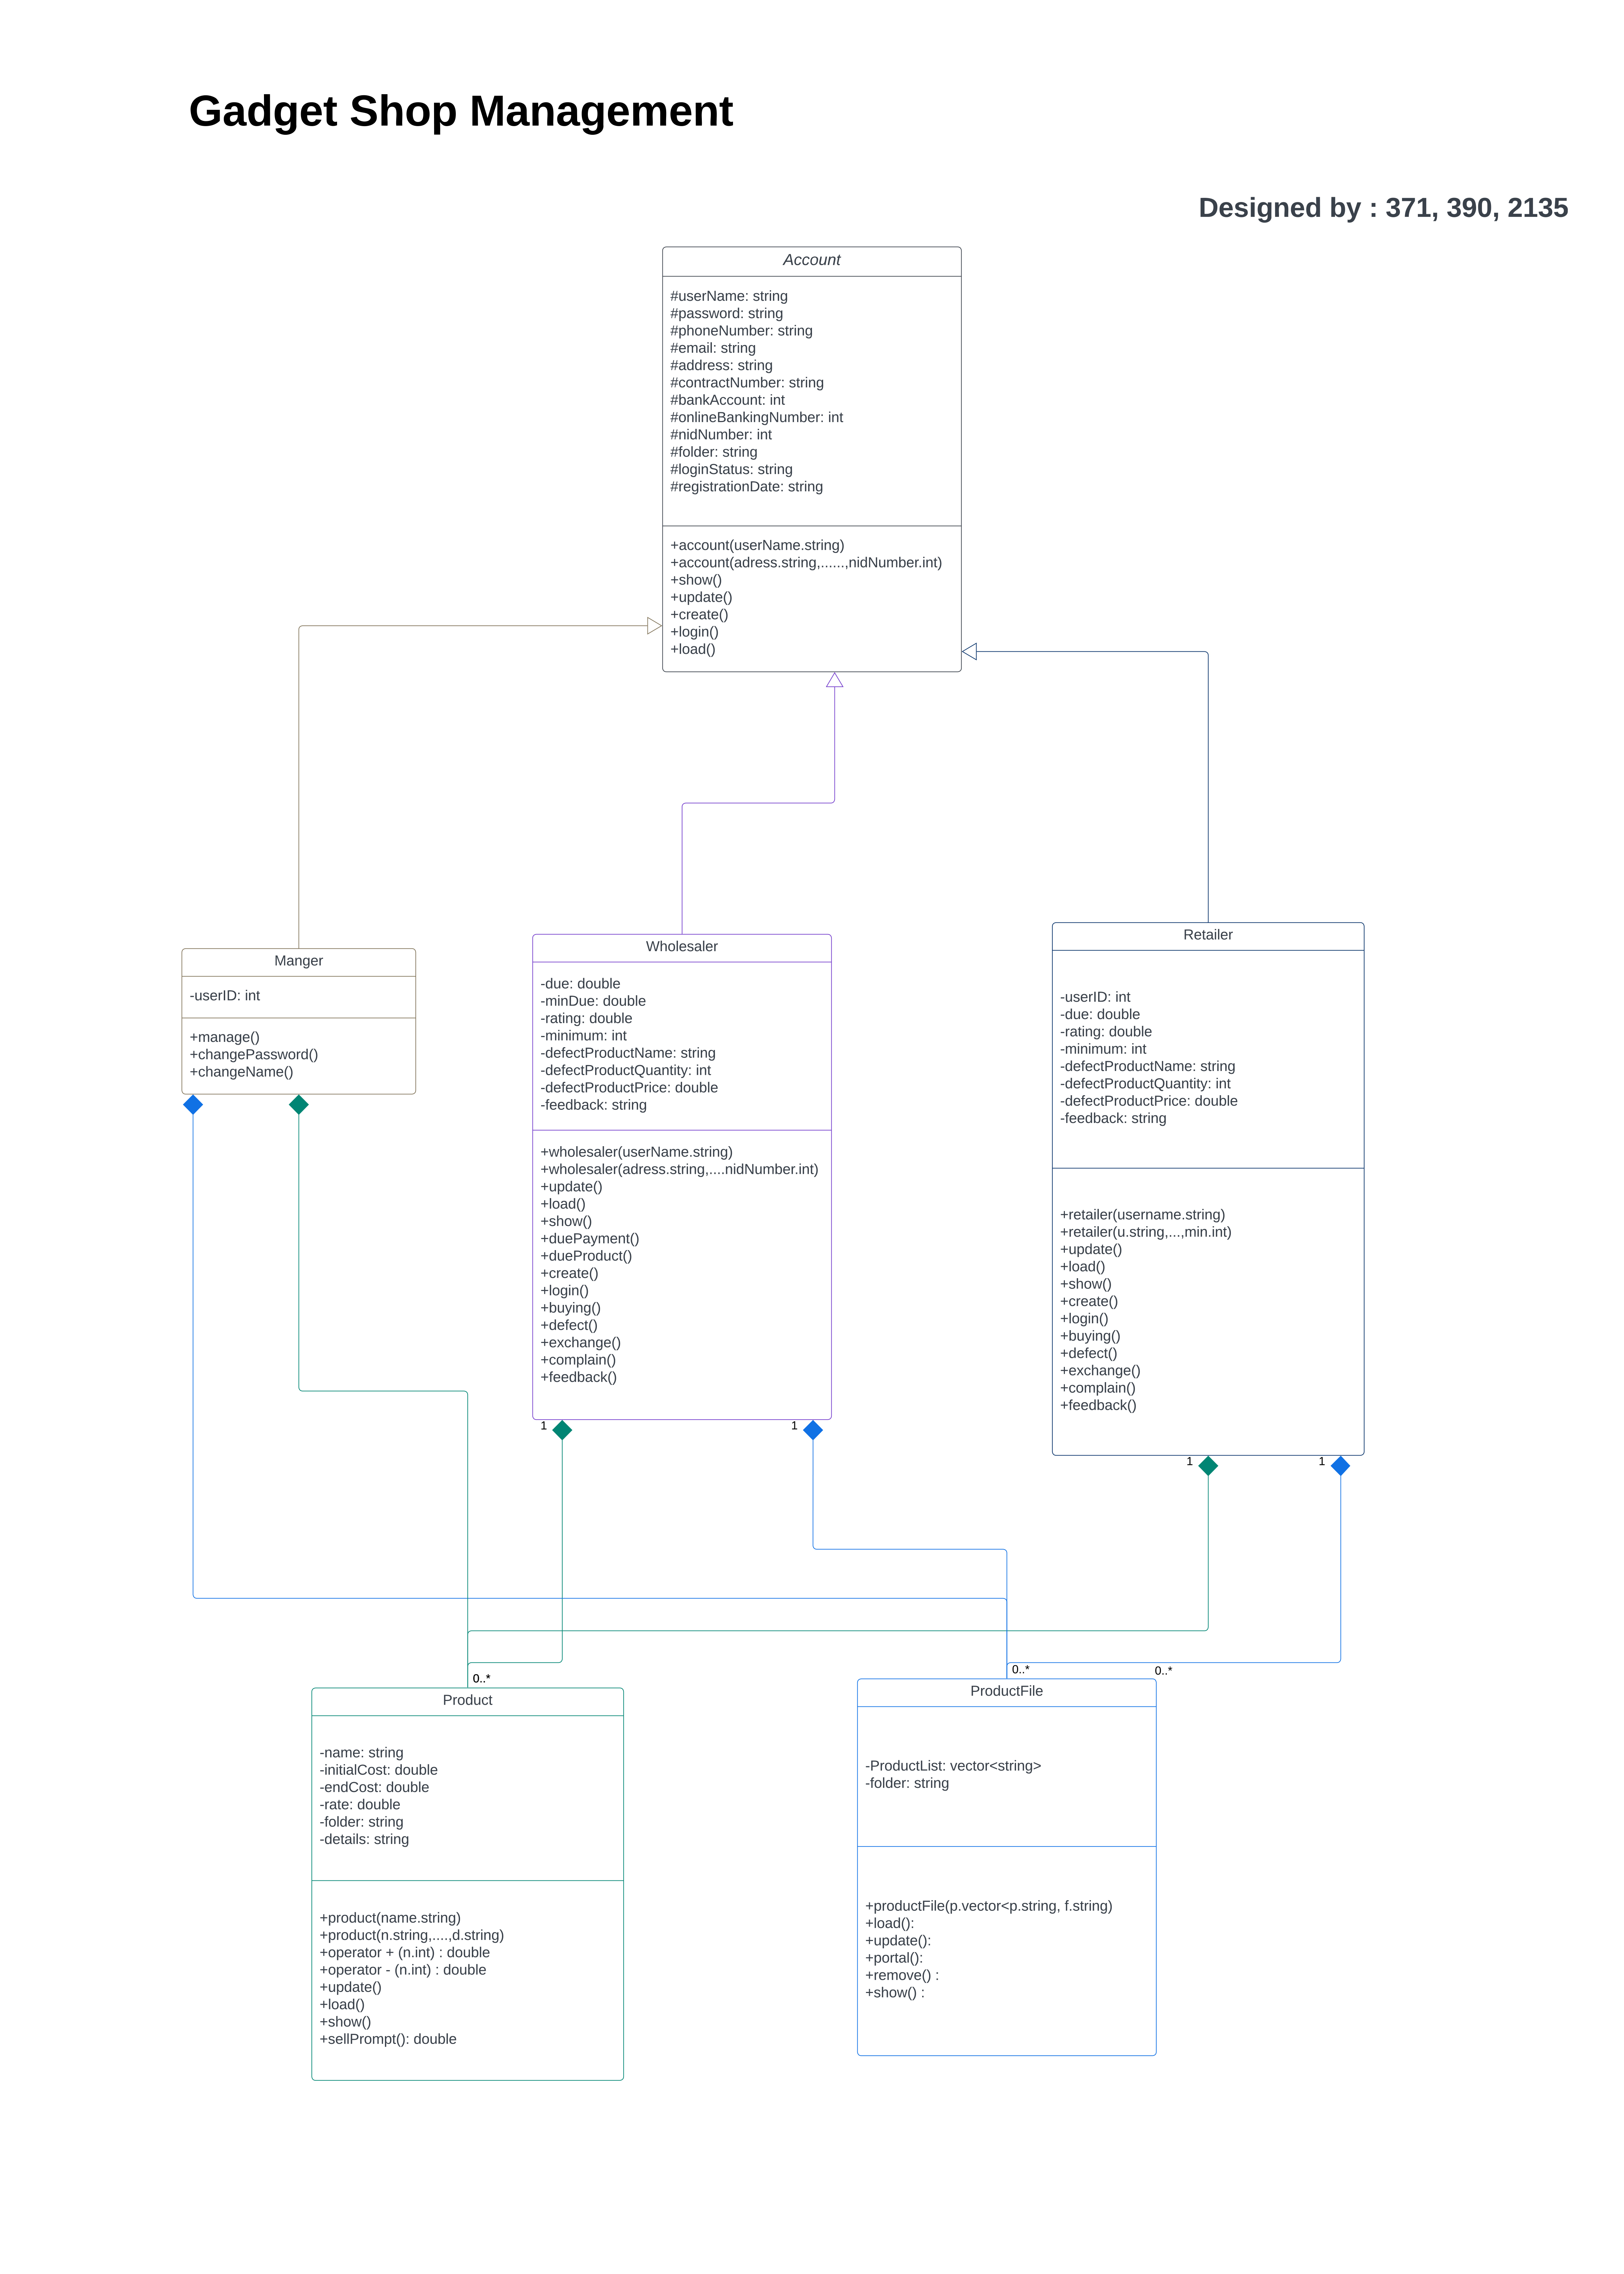 Gadget Shop Management
Designed by : 371, 390, 2135
Account
#userName: string
#password: string
#phoneNumber: string
#email: string
#address: string
#contractNumber: string
#bankAccount: int
#onlineBankingNumber: int
#nidNumber: int
#folder: string
#loginStatus: string
#registrationDate: string
+account(userName.string)
+account(adress.string,......,nidNumber.int)
+show()
+update()
+create()
+login()
+load()
Manger
-userID: int
+manage()
+changePassword()
+changeName()
Wholesaler
-due: double
-minDue: double
-rating: double
-minimum: int
-defectProductName: string
-defectProductQuantity: int
-defectProductPrice: double
-feedback: string
+wholesaler(userName.string)
+wholesaler(adress.string,....nidNumber.int)
+update()
+load()
+show()
+duePayment()
+dueProduct()
+create()
+login()
+buying()
+defect()
+exchange()
+complain()
+feedback()
1
1
Retailer
-userID: int
-due: double
-rating: double
-minimum: int
-defectProductName: string
-defectProductQuantity: int
-defectProductPrice: double
-feedback: string
+retailer(username.string)
+retailer(u.string,...,min.int)
+update()
+load()
+show()
+create()
+login()
+buying()
+defect()
+exchange()
+complain()
+feedback()
1
1
0..*
Product
-name: string
-initialCost: double
-endCost: double
-rate: double
-folder: string
-details: string
+product(name.string)
+product(n.string,....,d.string)
+operator + (n.int) : double
+operator - (n.int) : double
+update()
+load()
+show()
+sellPrompt(): double
0..*
0..*
ProductFile
-ProductList: vector<string>
-folder: string
+productFile(p.vector<p.string, f.string)
+load():
+update():
+portal():
+remove() :
+show() :